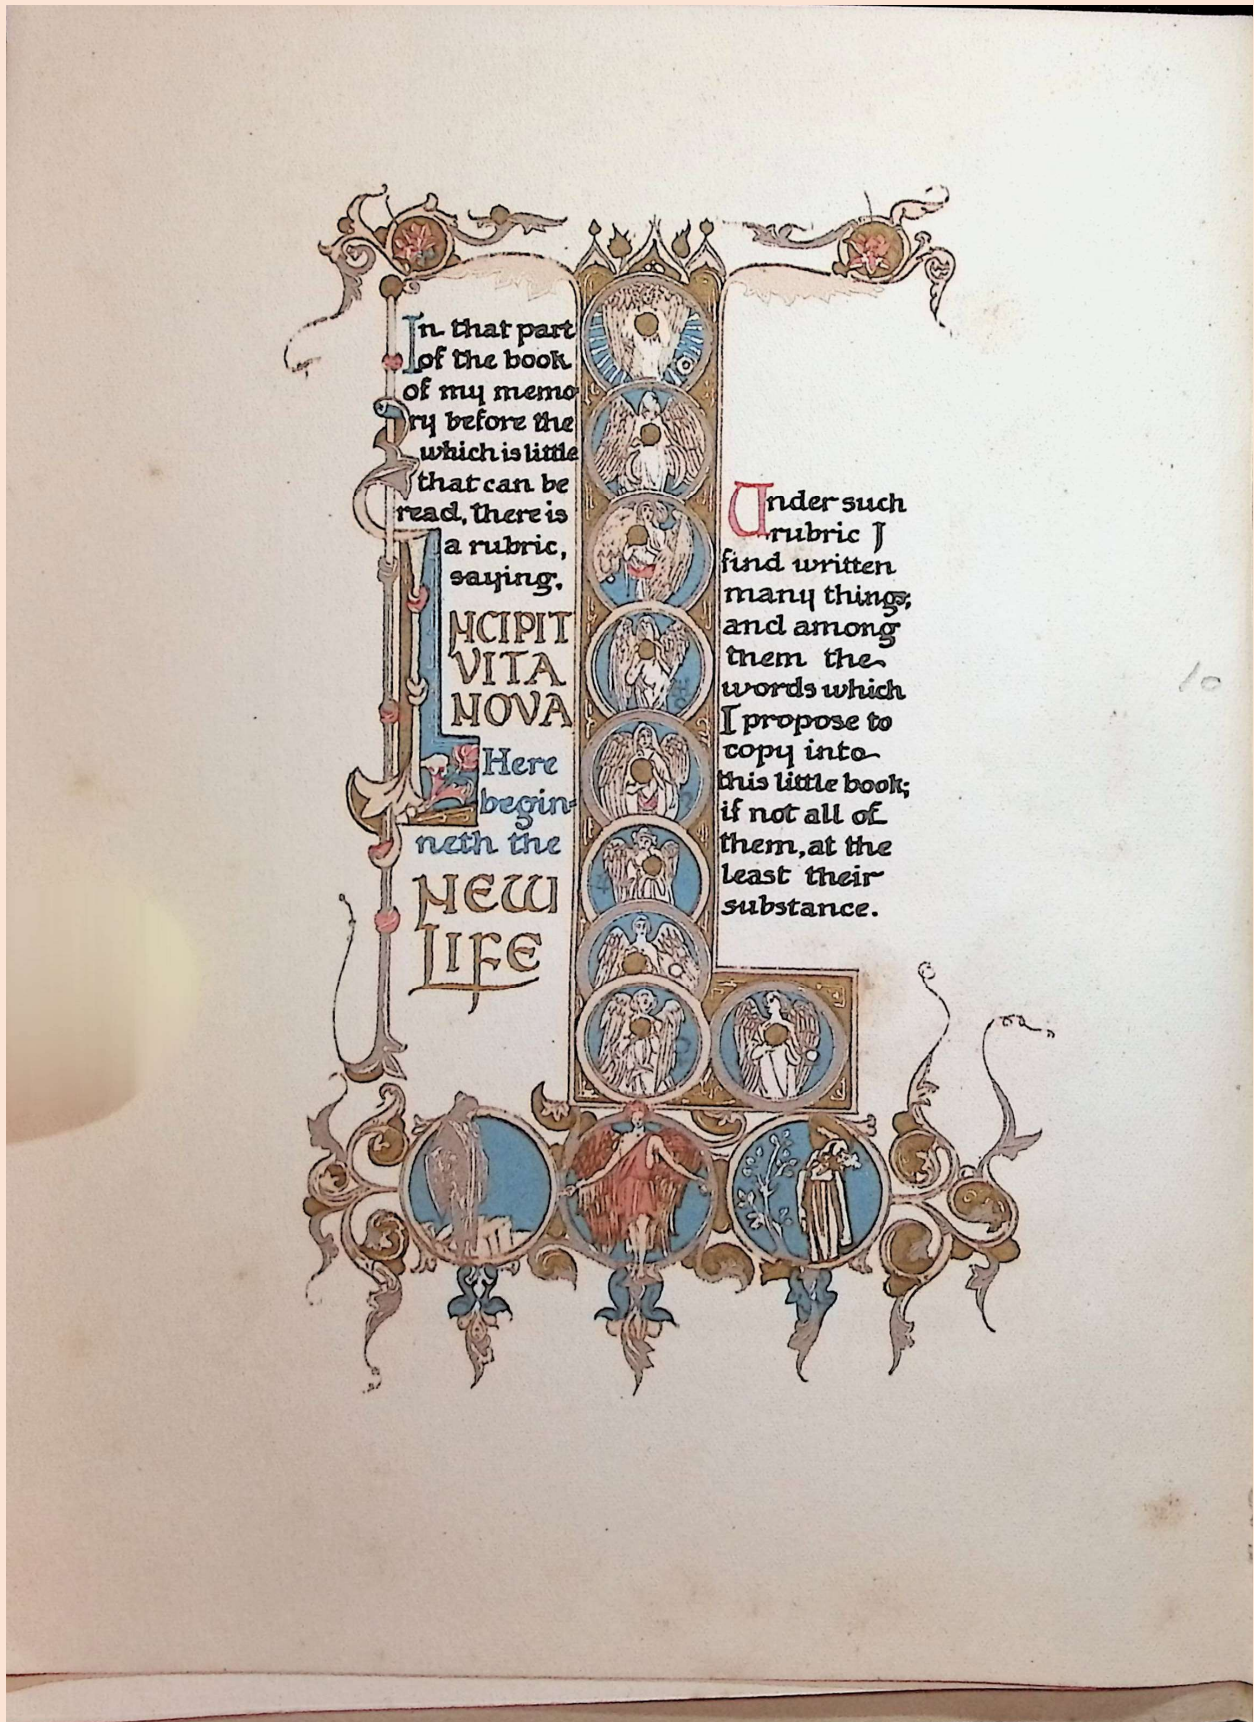 In that part
of the book
of my memo
ry before the
which is little
that can be
read, there is
a rubric,
saying,
INCIPIT
VITA
NOVA
Here
begin-
neth the
NEW
LIFE
Under such
rubric I
find written
many things;
and among
them the
words which
I propose to
copy into
this little book;
if not all of
them, at the
least their
substance.
10